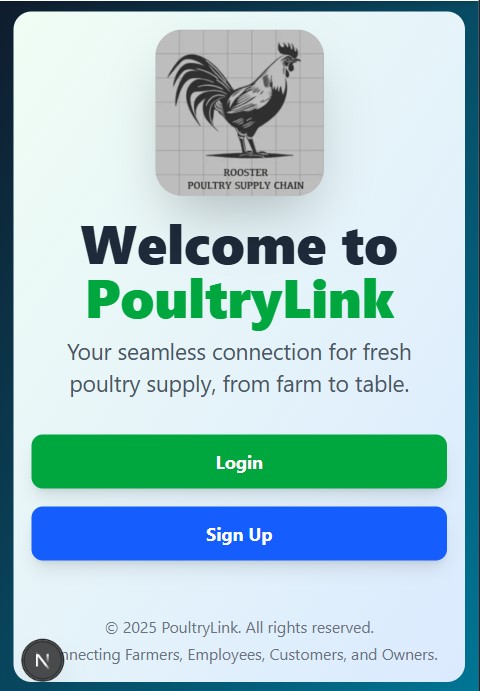 ROOSTER
POULTRY SUPPLY CHAIN
Welcome to
PoultryLink
Your seamless connection for fresh
poultry supply, from farm to table.
Login
Sign Up
© 2025 PoultryLink. All rights reserved.
N
nnecting Farmers, Employees, Customers, and Owners.